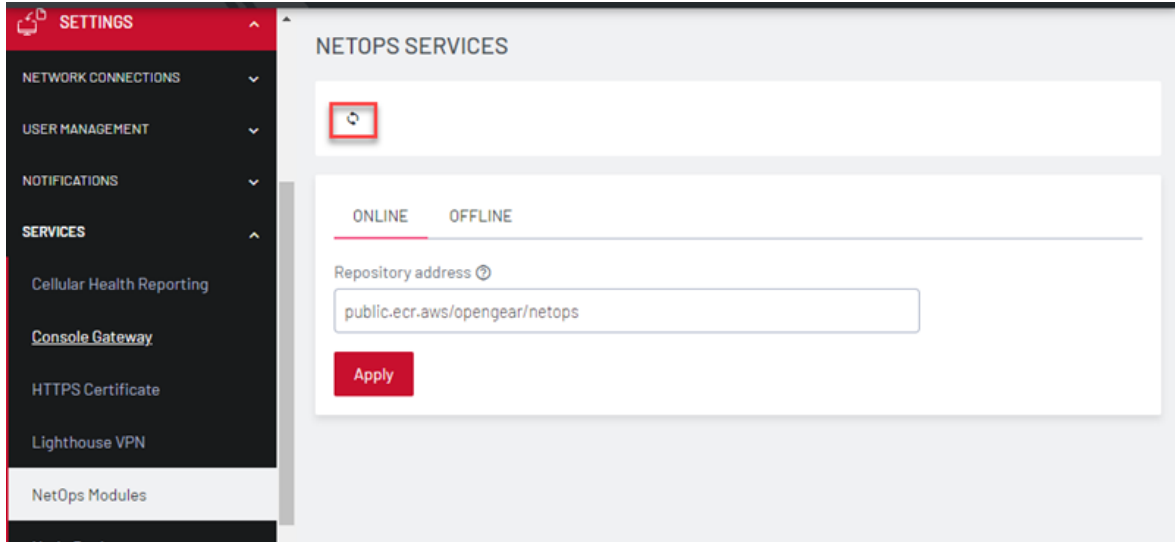 SETTINGS
NETWORK CONNECTIONS
USER MANAGEMENT
NOTIFICATIONS
SERVICES
Cellular Health Reporting
Console Gateway
HTTPS Certificate
Lighthouse VPN
NetOps Modules
NETOPS SERVICES
ONLINE OFFLINE
Repository address
public.ecr.aws/opengear/netops
Apply